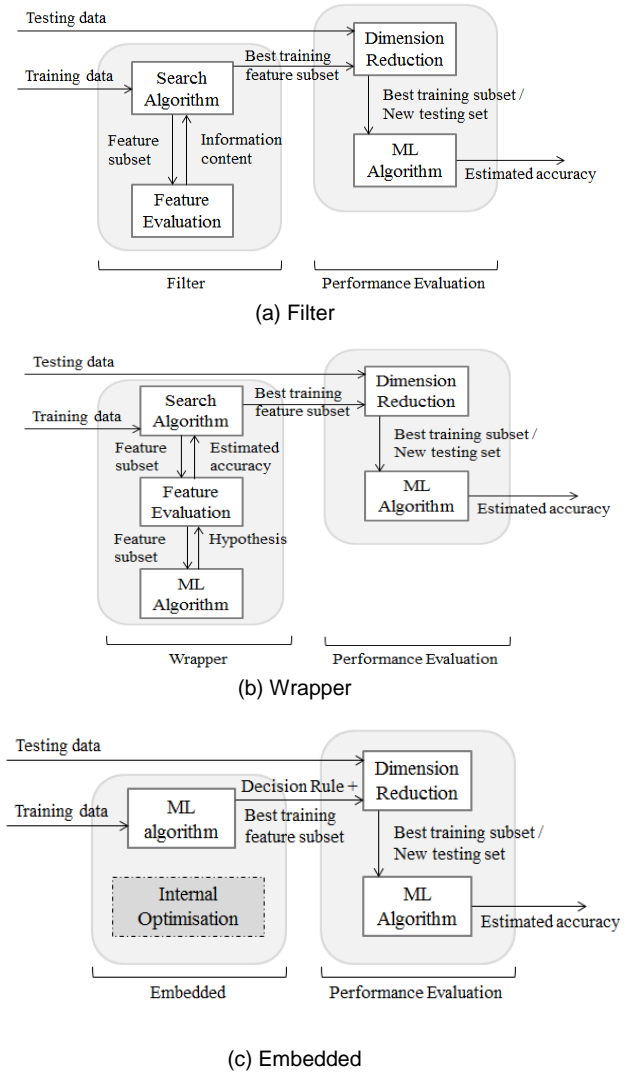 Testing data
Dimension
Reduction
Best training
feature subset
Training data
Search
Algorithm
Best training subset /
New testing set
Feature
subset
Information
content
ML
Algorithm
Estimated accuracy
Feature
Evaluation
Filter
Performance Evaluation
(a) Filter
Testing data
Dimension
Reduction
Best training
feature subset
Search
Algorithm
Training data
Best training subset /
New testing set
Feature
subset
Estimated
accuracy
Feature
Evaluation
ML
Algorithm
Estimated accuracy
Feature
subset
Hypothesis
ML
Algorithm
Wrapper
Performance Evaluation
(b) Wrapper
Testing data
Dimension
Reduction
Decision Rule +
Best training
feature subset
Training data
ML
algorithm
Best training subset /
New testing set
Internal
Optimisation
ML
Algorithm
Estimated accuracy
Embedded
Performance Evaluation
(c) Embedded